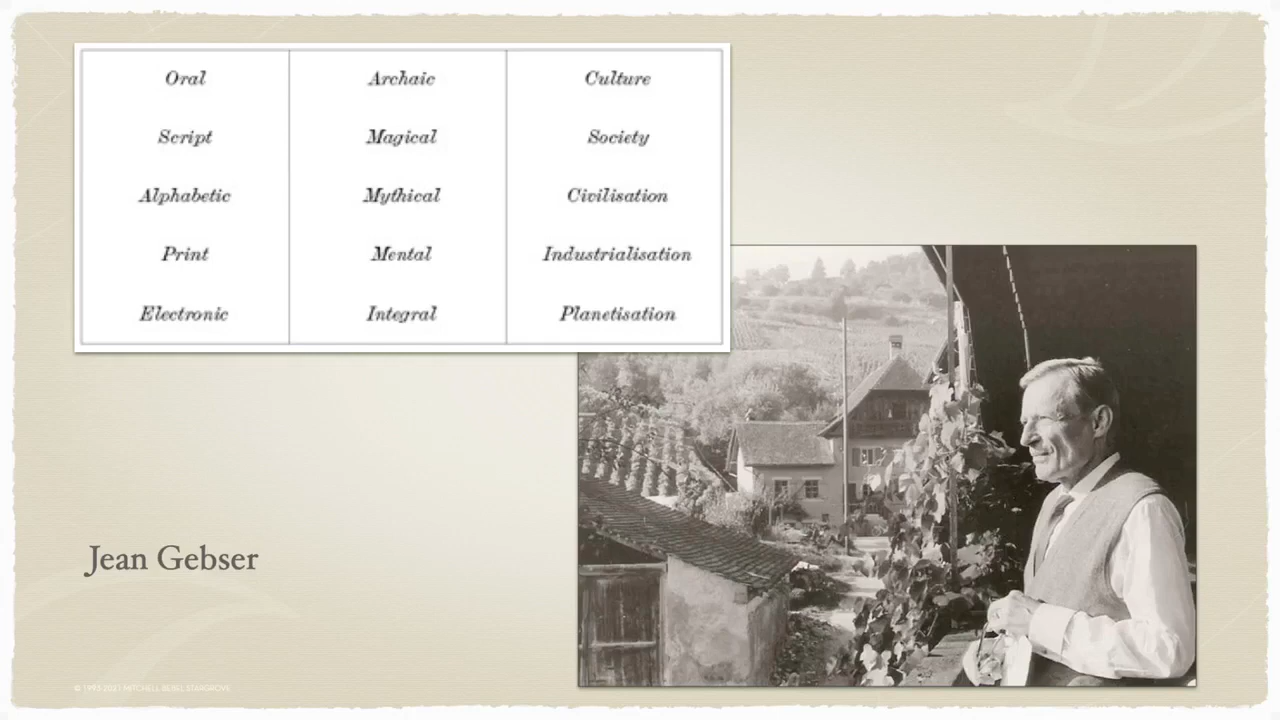 Oral Archaic Culture
Script Magical Society
Alphabetic Mythical Civilisation
Print Mental Industrialisation
Electronic Integral Planetisation
Jean Gebser